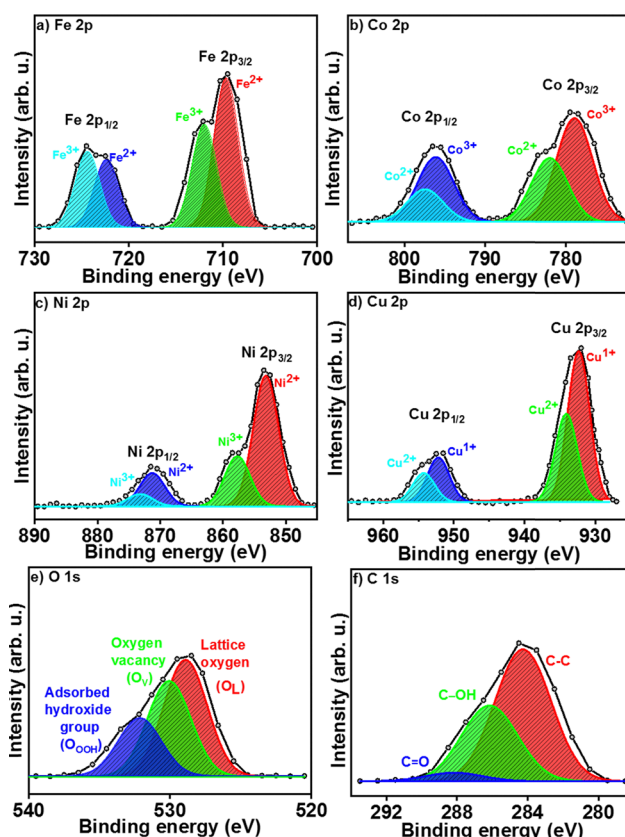 a) Fe 2p
Fe 2p3/2
Fe2+
Fe3+
Fe 2p1/2
Fe3+
Fe2+
Intensity (arb. u.)
730 720 710 700
Binding energy (eV)
b) Co 2p
Co 2p3/2
Co3+
Co 2p1/2
Co2+
Co3+
Co2+
Intensity (arb. u.)
800 790 780
Binding energy (eV)
c) Ni 2p
Ni 2p3/2
Ni2+
Ni 2p1/2
Ni3+
Ni2+
Ni3+
Intensity (arb. u.)
890 880 870 860 850
Binding energy (eV)
d) Cu 2p
Cu 2p3/2
Cu1+
Cu2+
Cu 2p1/2
Cu2+
Cu1+
Intensity (arb. u.)
960 950 940 930
Binding energy (eV)
e) O 1s
Oxygen
vacancy
(OV)
Lattice
oxygen
(OL)
Adsorbed
hydroxide
group
(OOOH)
Intensity (arb. u.)
540 530 520
Binding energy (eV)
f) C 1s
C-C
C–OH
C=O
Intensity (arb. u.)
292 288 284 280
Binding energy (eV)